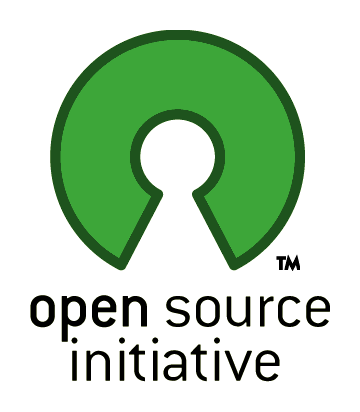 TM
open source
initiative